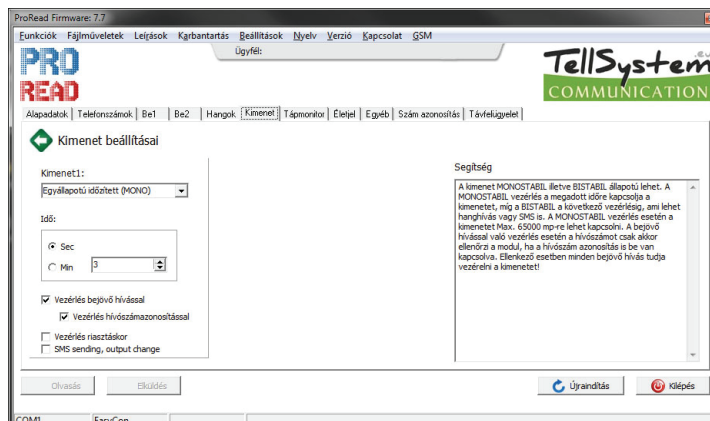 ProRead Firmware: 7.7
Funkciók Fájlműveletek Leírások Karbantartás Beállítások Nyelv Verzió Kapcsolat GSM
Ügyfél:
PRO
READ
TellSystem.eu
COMMUNICATION
Alapadatok Telefonszámok Be1 Be2 Hangok Kimenet Tápmonitor Életjel Egyéb Szám azonosítás Távfelügyelet
Kimenet beállításai
Kimenet1:
Egyállapotú időzített (MONO)
Idő:
Sec
Min
3
Vezérlés bejövő hívással
Vezérlés hívószámazonosítással
Vezérlés riasztáskor
SMS sending, output change
Segítség
A kimenet MONOSTABIL illetve BISTABIL állapotú lehet. A
MONOSTABIL vezérlés a megadott időre kapcsolja a
kimenetet, míg a BISTABIL a következő vezérlésig, ami lehet
hanghívás vagy SMS is. A MONOSTABIL vezérlés esetén a
kimenetet Max. 65000 mp-re lehet kapcsolni. A bejövő
hívással való vezérlés esetén a hívószámot csak akkor
ellenőrzi a modul, ha a hívószám azonosítás is be van
kapcsolva. Ellenkező esetben minden bejövő hívás tudja
vezérelni a kimenetet!
Olvasás
Elküldés
Újraindítás
Kilépés
COM1
EasyCon